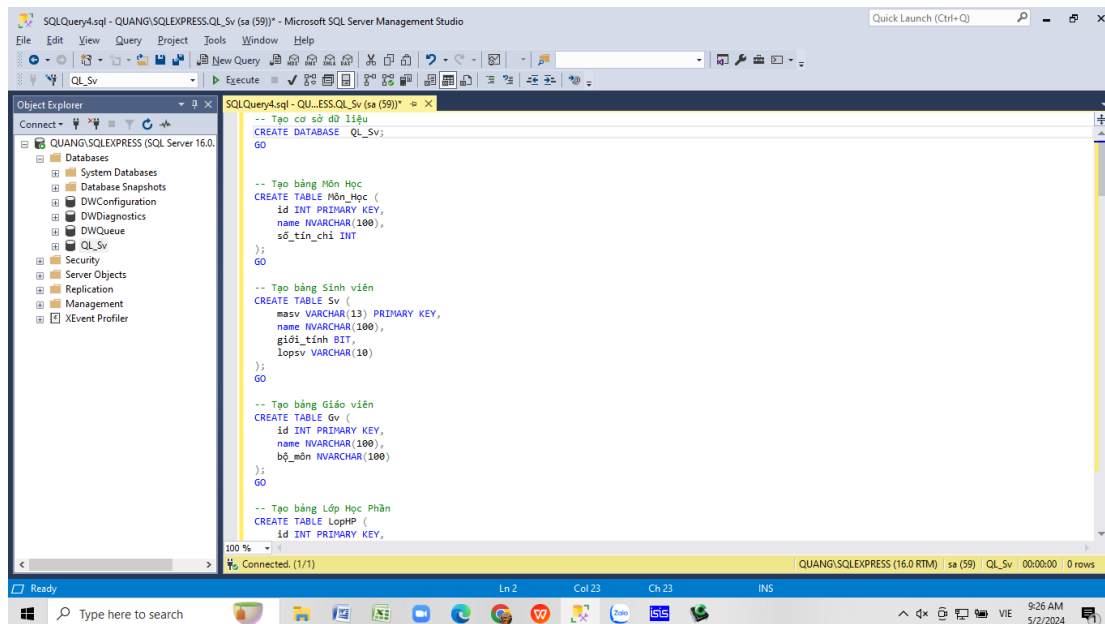 SQLQuery4.sql - QUANG\SQLEXPRESS.QL_Sv (sa (59))* - Microsoft SQL Server Management Studio
Quick Launch (Ctrl+Q)
File Edit View Query Project Tools Window Help
New Query
QL_Sv
Execute
Object Explorer
SQLQuery4.sql - QU...ESS.QL_Sv (sa (59))*
Connect
QUANG\SQLEXPRESS (SQL Server 16.0.
Databases
System Databases
Database Snapshots
DWConfiguration
DWDiagnostics
DWQueue
QL_Sv
Security
Server Objects
Replication
Management
XEvent Profiler
-- Tạo cơ sở dữ liệu
CREATE DATABASE  QL_Sv;
GO
-- Tạo bảng Môn Học
CREATE TABLE Môn_Học (
id INT PRIMARY KEY,
name NVARCHAR(100),
số_tín_chỉ INT
);
GO
-- Tạo bảng Sinh viên
CREATE TABLE Sv (
masv VARCHAR(13) PRIMARY KEY,
name NVARCHAR(100),
giới_tính BIT,
lopsv VARCHAR(10)
);
GO
-- Tạo bảng Giáo viên
CREATE TABLE Gv (
id INT PRIMARY KEY,
name NVARCHAR(100),
bộ_môn NVARCHAR(100)
);
GO
-- Tạo bảng Lớp Học Phần
CREATE TABLE LopHP (
id INT PRIMARY KEY,
100 %
Connected. (1/1)
QUANG\SQLEXPRESS (16.0 RTM) sa (59) QL_Sv 00:00:00 0 rows
Ready
Ln 2 Col 23 Ch 23 INS
Type here to search
Zalo
isis
VIE
9:26 AM
5/2/2024